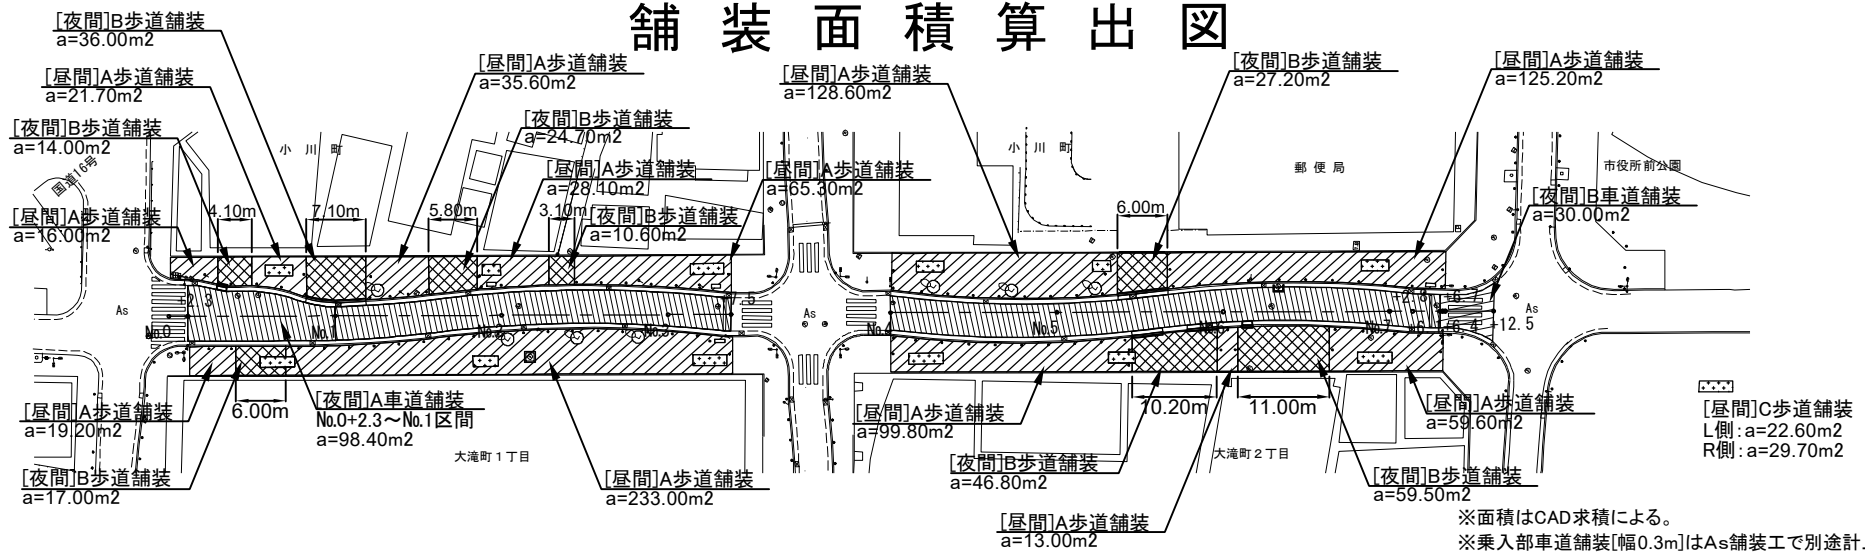 舗装面積算出図
[夜間]B歩道舗装
a=36.00m2
[昼間]A歩道舗装
a=21.70m2
[夜間]B歩道舗装
a=14.00m2
国道16号
[昼間]A歩道舗装
a=16.00m2
[昼間]A歩道舗装
a=35.60m2
[夜間]B歩道舗装
a=24.70m2
[昼間]A歩道舗装
a=28.10m2
[夜間]B歩道舗装
a=10.60m2
[昼間]A歩道舗装
a=128.60m2
[昼間]A歩道舗装
a=65.30m2
[夜間]B歩道舗装
a=27.20m2
[昼間]A歩道舗装
a=125.20m2
[夜間]B車道舗装
a=30.00m2
小川町
小川町
郵便局
市役所前公園
4.10m
7.10m
5.80m
3.10m
6.00m
As
No.0
+2.3
No.1
No.2
No.3
+7.5
As
No.4
No.5
No.6
No.7
+2.8
+6.4
+12.5
As
6.00m
10.20m
11.00m
[昼間]A歩道舗装
a=19.20m2
[夜間]B歩道舗装
a=17.00m2
[夜間]A車道舗装
No.0+2.3～No.1区間
a=98.40m2
大滝町1丁目
[昼間]A歩道舗装
a=233.00m2
[昼間]A歩道舗装
a=99.80m2
[夜間]B歩道舗装
a=46.80m2
[昼間]A歩道舗装
a=13.00m2
大滝町2丁目
[昼間]A歩道舗装
a=59.60m2
[夜間]B歩道舗装
a=59.50m2
[昼間]C歩道舗装
L側：a=22.60m2
R側：a=29.70m2
※面積はCAD求積による。
※乗入部車道舗装[幅0.3m]はAs舗装工で別途計.